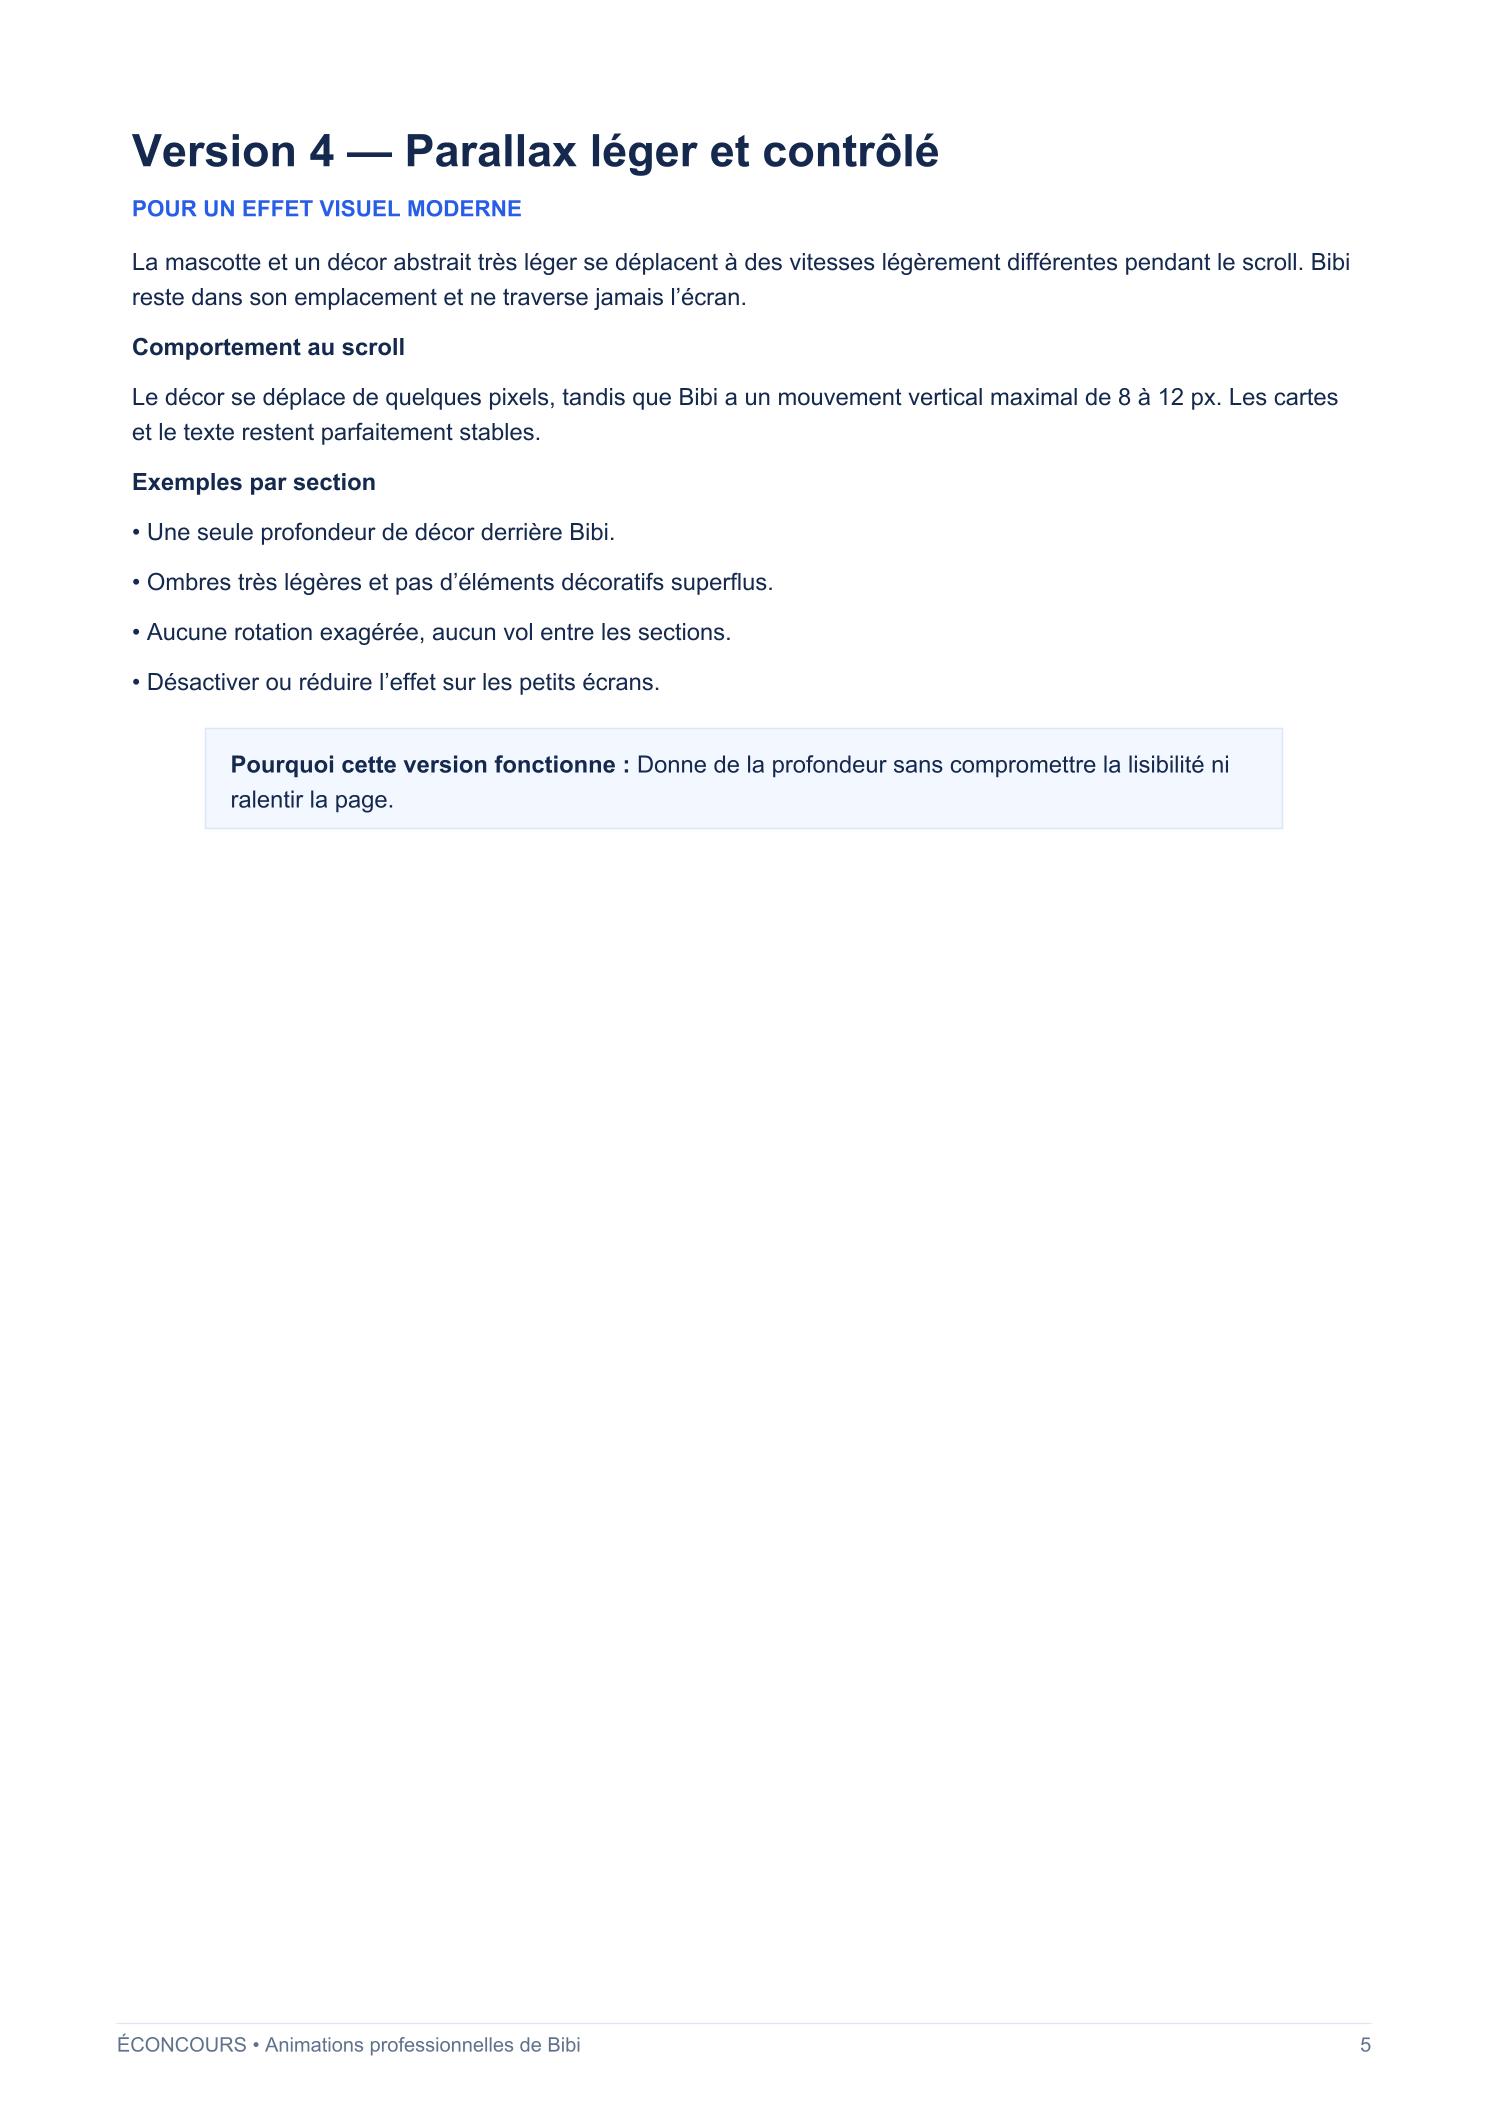 Version 4 — Parallax léger et contrôlé
POUR UN EFFET VISUEL MODERNE
La mascotte et un décor abstrait très léger se déplacent à des vitesses légèrement différentes pendant le scroll. Bibi
reste dans son emplacement et ne traverse jamais l’écran.
Comportement au scroll
Le décor se déplace de quelques pixels, tandis que Bibi a un mouvement vertical maximal de 8 à 12 px. Les cartes
et le texte restent parfaitement stables.
Exemples par section
• Une seule profondeur de décor derrière Bibi.
• Ombres très légères et pas d’éléments décoratifs superflus.
• Aucune rotation exagérée, aucun vol entre les sections.
• Désactiver ou réduire l’effet sur les petits écrans.
Pourquoi cette version fonctionne : Donne de la profondeur sans compromettre la lisibilité ni
ralentir la page.
ÉCONCOURS • Animations professionnelles de Bibi 5